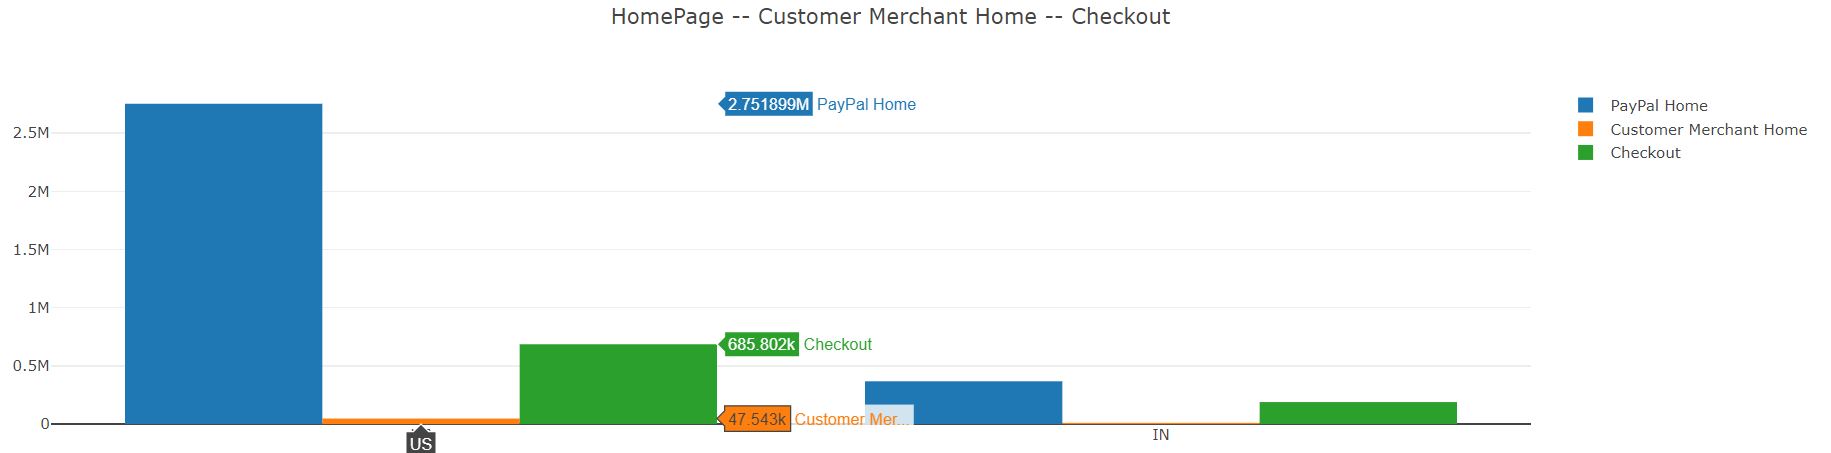 HomePage -- Customer Merchant Home -- Checkout
2.751899M PayPal Home
PayPal Home
Customer Merchant Home
Checkout
2.5M
2M
1.5M
1M
685.802k Checkout
0.5M
47.543k Customer Mer...
0
US
IN